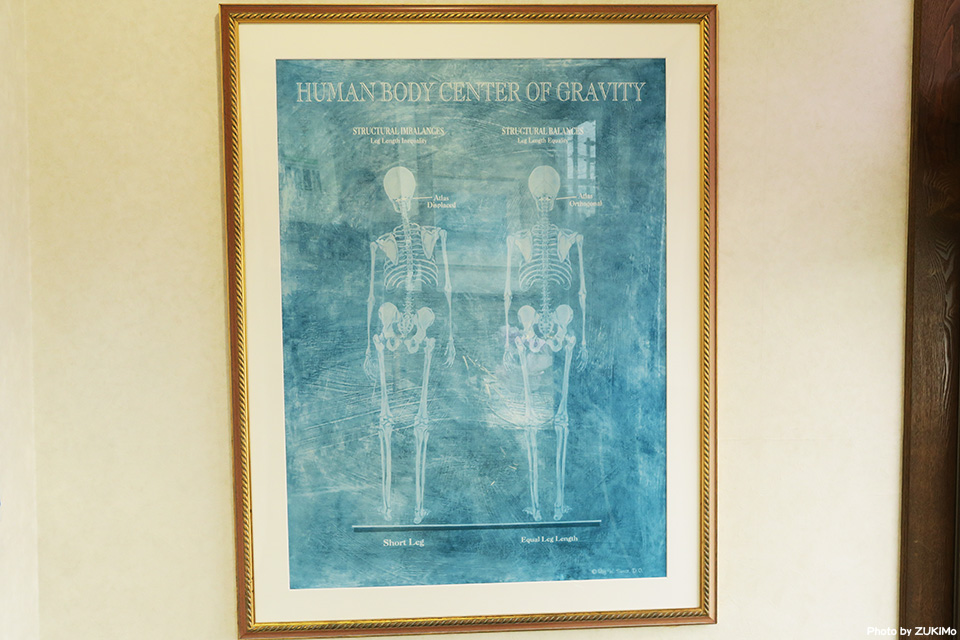 HUMAN BODY CENTER OF GRAVITY
STRUCTURAL IMBALANCES
Leg Length Inequality
STRUCTURAL BALANCES
Leg Length Equality
Atlas
Displaced
Atlas
Orthogonal
Short Leg
Equal Leg Length
D.C.
Photo by ZUKIMo